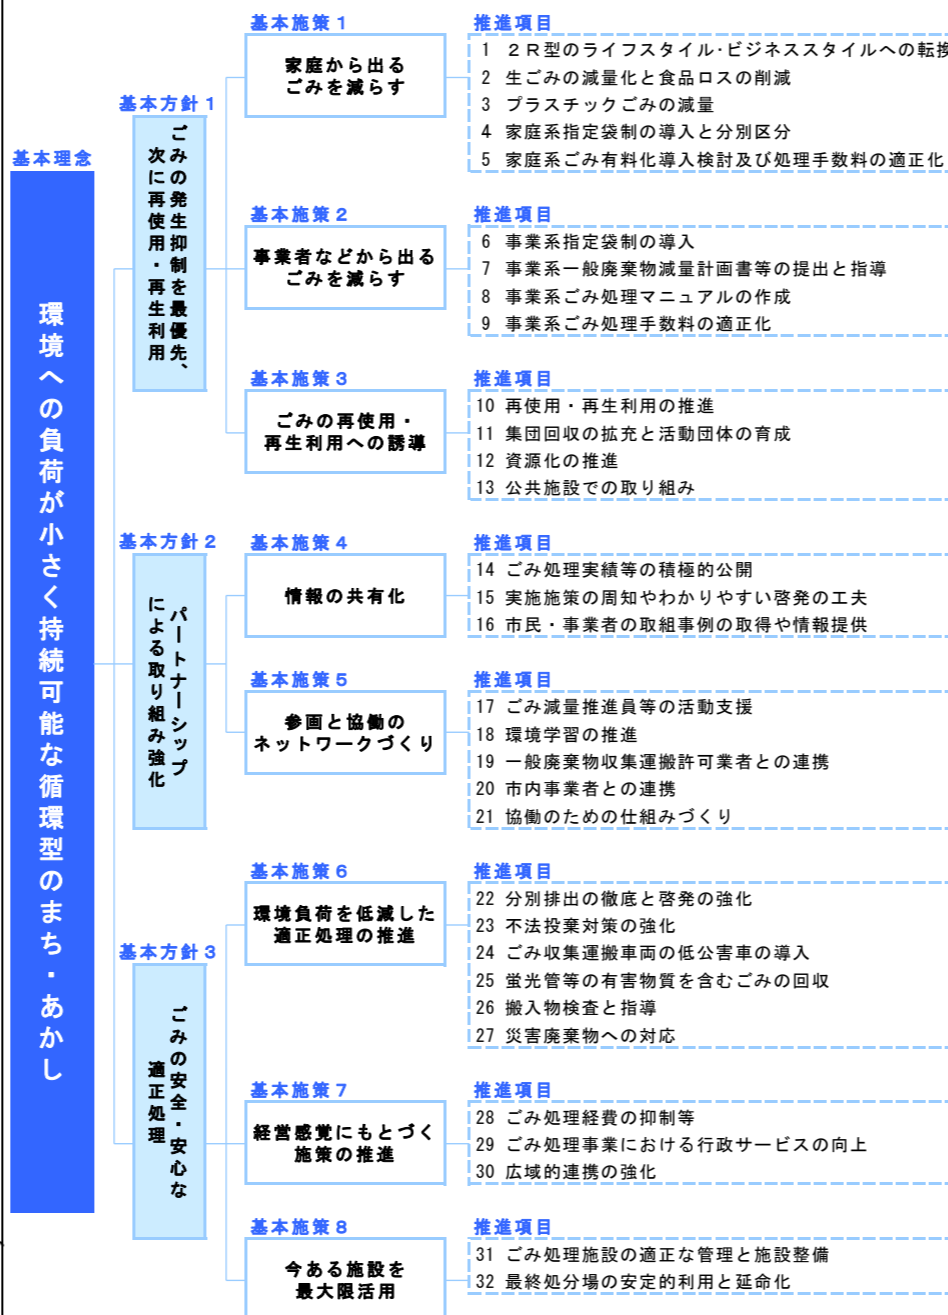 基本理念
環境への負荷が小さく持続可能な循環型のまち・あかし
基本方針1
ごみの発生抑制を最優先、
次に再使用・再生利用
基本施策1
家庭から出る
ごみを減らす
推進項目
1 2R型のライフスタイル・ビジネススタイルへの転換
2 生ごみの減量化と食品ロスの削減
3 プラスチックごみの減量
4 家庭系指定袋制の導入と分別区分
5 家庭系ごみ有料化導入検討及び処理手数料の適正化
基本施策2
事業者などから出る
ごみを減らす
推進項目
6 事業系指定袋制の導入
7 事業系一般廃棄物減量計画書等の提出と指導
8 事業系ごみ処理マニュアルの作成
9 事業系ごみ処理手数料の適正化
基本施策3
ごみの再使用・
再生利用への誘導
推進項目
10 再使用・再生利用の推進
11 集団回収の拡充と活動団体の育成
12 資源化の推進
13 公共施設での取り組み
基本方針2
パートナーシップ
による取り組み強化
基本施策4
情報の共有化
推進項目
14 ごみ処理実績等の積極的公開
15 実施施策の周知やわかりやすい啓発の工夫
16 市民・事業者の取組事例の取得や情報提供
基本施策5
参画と協働の
ネットワークづくり
推進項目
17 ごみ減量推進員等の活動支援
18 環境学習の推進
19 一般廃棄物収集運搬許可業者との連携
20 市内事業者との連携
21 協働のための仕組みづくり
基本方針3
ごみの安全・安心な
適正処理
基本施策6
環境負荷を低減した
適正処理の推進
推進項目
22 分別排出の徹底と啓発の強化
23 不法投棄対策の強化
24 ごみ収集運搬車両の低公害車の導入
25 蛍光管等の有害物質を含むごみの回収
26 搬入物検査と指導
27 災害廃棄物への対応
基本施策7
経営感覚にもとづく
施策の推進
推進項目
28 ごみ処理経費の抑制等
29 ごみ処理事業における行政サービスの向上
30 広域的連携の強化
基本施策8
今ある施設を
最大限活用
推進項目
31 ごみ処理施設の適正な管理と施設整備
32 最終処分場の安定的利用と延命化